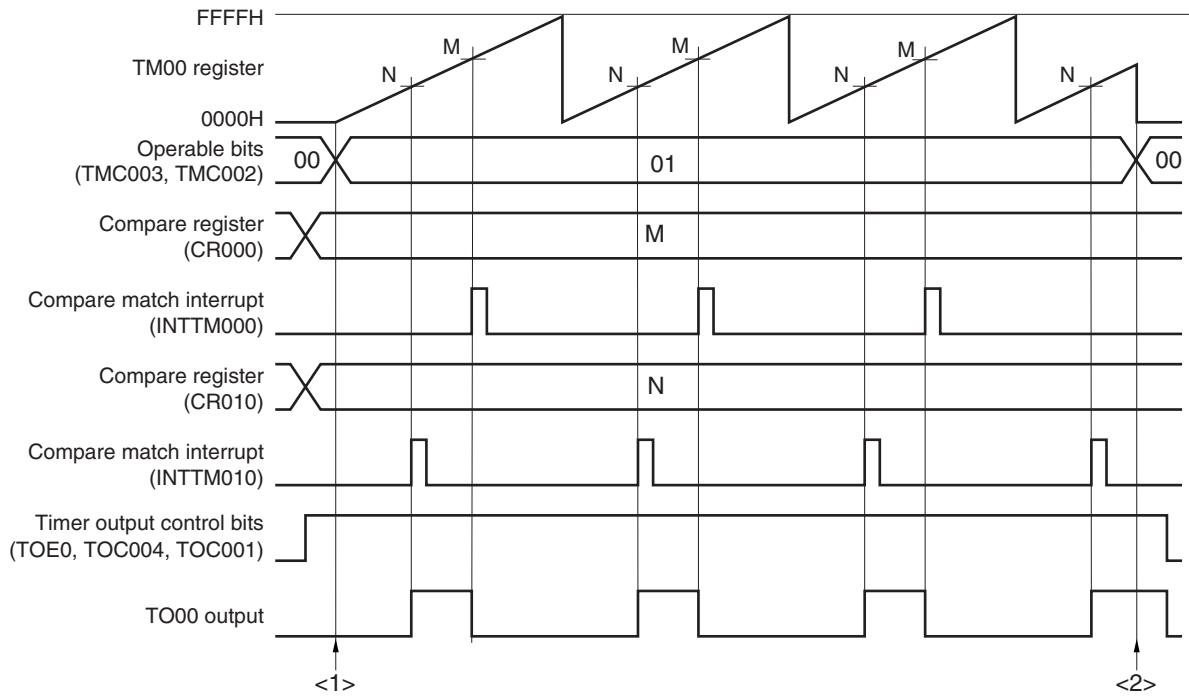 FFFFH
M
M
M
TM00 register
N
N
N
N
0000H
Operable bits
(TMC003, TMC002)
00
01
00
Compare register
(CR000)
M
Compare match interrupt
(INTTM000)
Compare register
(CR010)
N
Compare match interrupt
(INTTM010)
Timer output control bits
(TOE0, TOC004, TOC001)
TO00 output
<1>
<2>